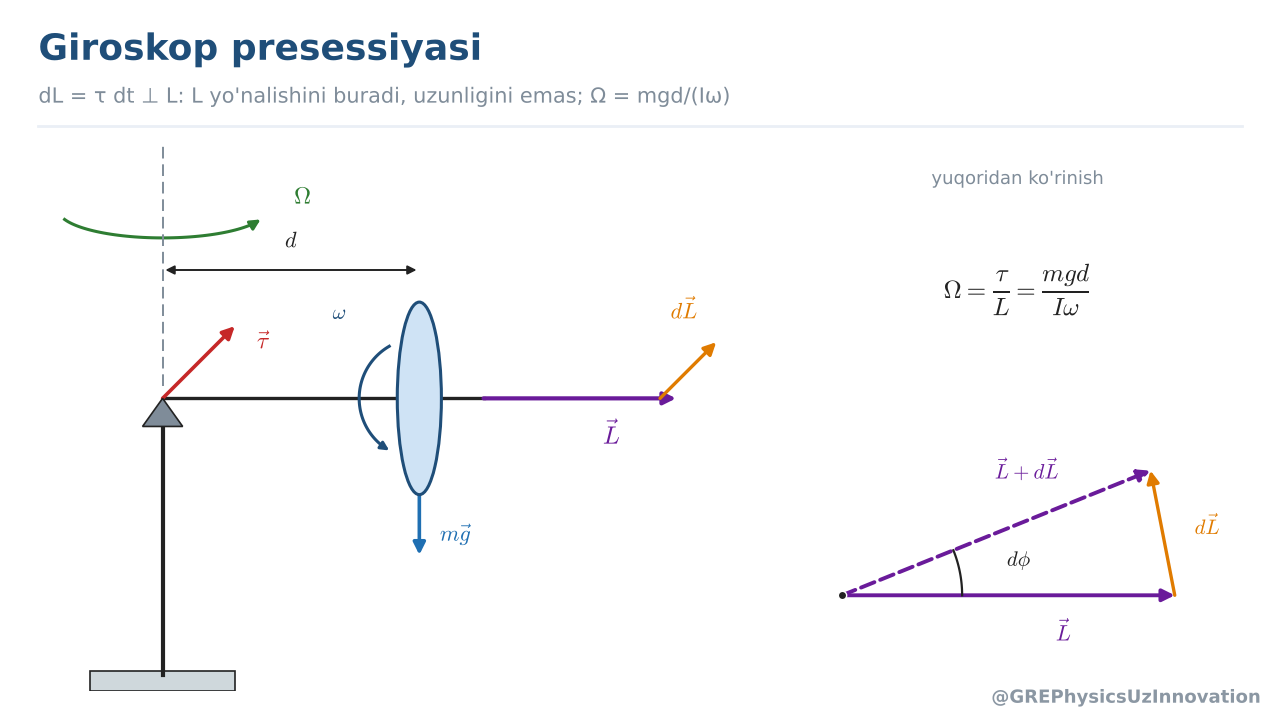 Giroskop presessiyasi
dL = τ dt ⊥ L: L yo'nalishini buradi, uzunligini emas; Ω = mgd/(Iω)
yuqoridan ko'rinish
Ω
d
Ω = τ/L = mgd/(Iω)
ω
dL⃗
τ⃗
L⃗
L⃗ + dL⃗
mg⃗
dL⃗
dϕ
L⃗
@GREPhysicsUzInnovation